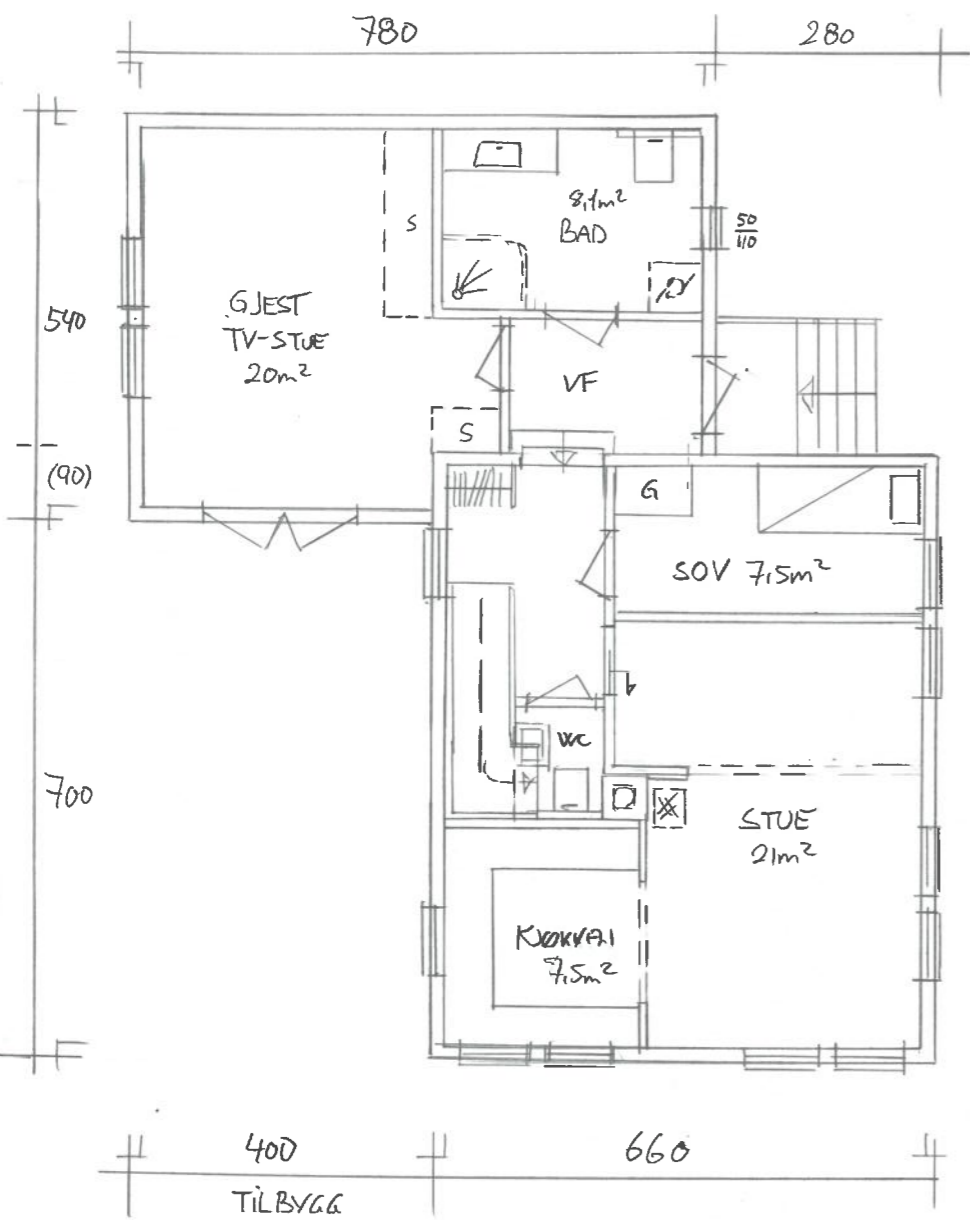 780
280
8,1m²
BAD
50
110
S
GJEST
TV-STUE
20m²
540
VF
S
(90)
G
SOV 7,5m²
WC
700
STUE
21m²
KJØKKEN
7,5m²
400
660
TILBYGG